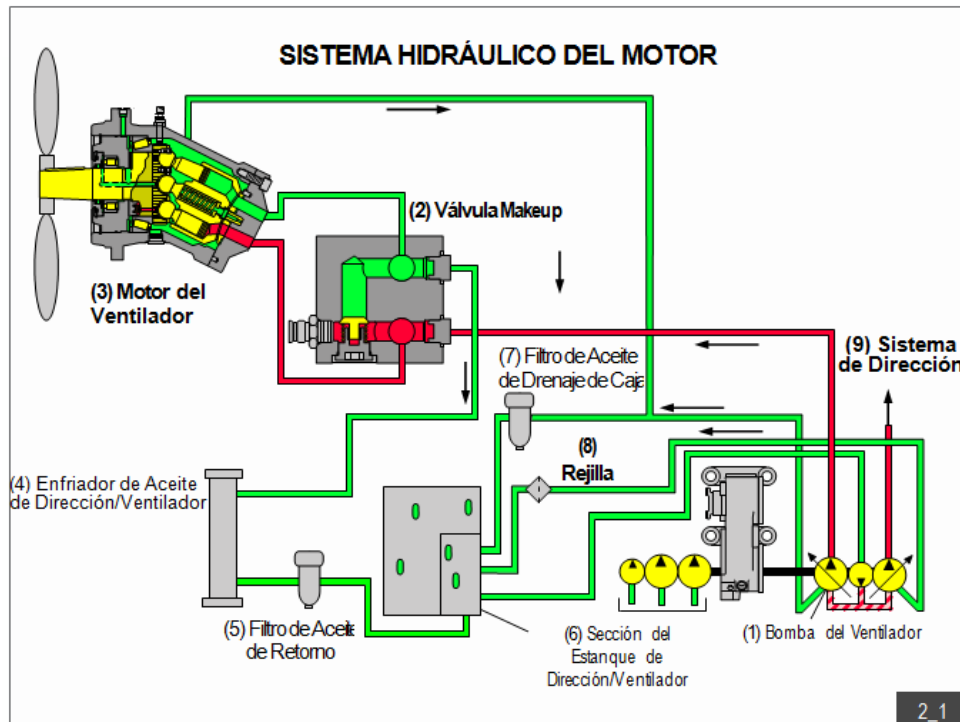 SISTEMA HIDRÁULICO DEL MOTOR
(2) Válvula Makeup
(3) Motor del
Ventilador
(9) Sistema
de Dirección
(7) Filtro de Aceite
de Drenaje de Caja
(8)
Rejilla
(4) Enfriador de Aceite
de Dirección/Ventilador
(5) Filtro de Aceite
de Retorno
(6) Sección del
Estanque de
Dirección/Ventilador
(1) Bomba del Ventilador
2_1